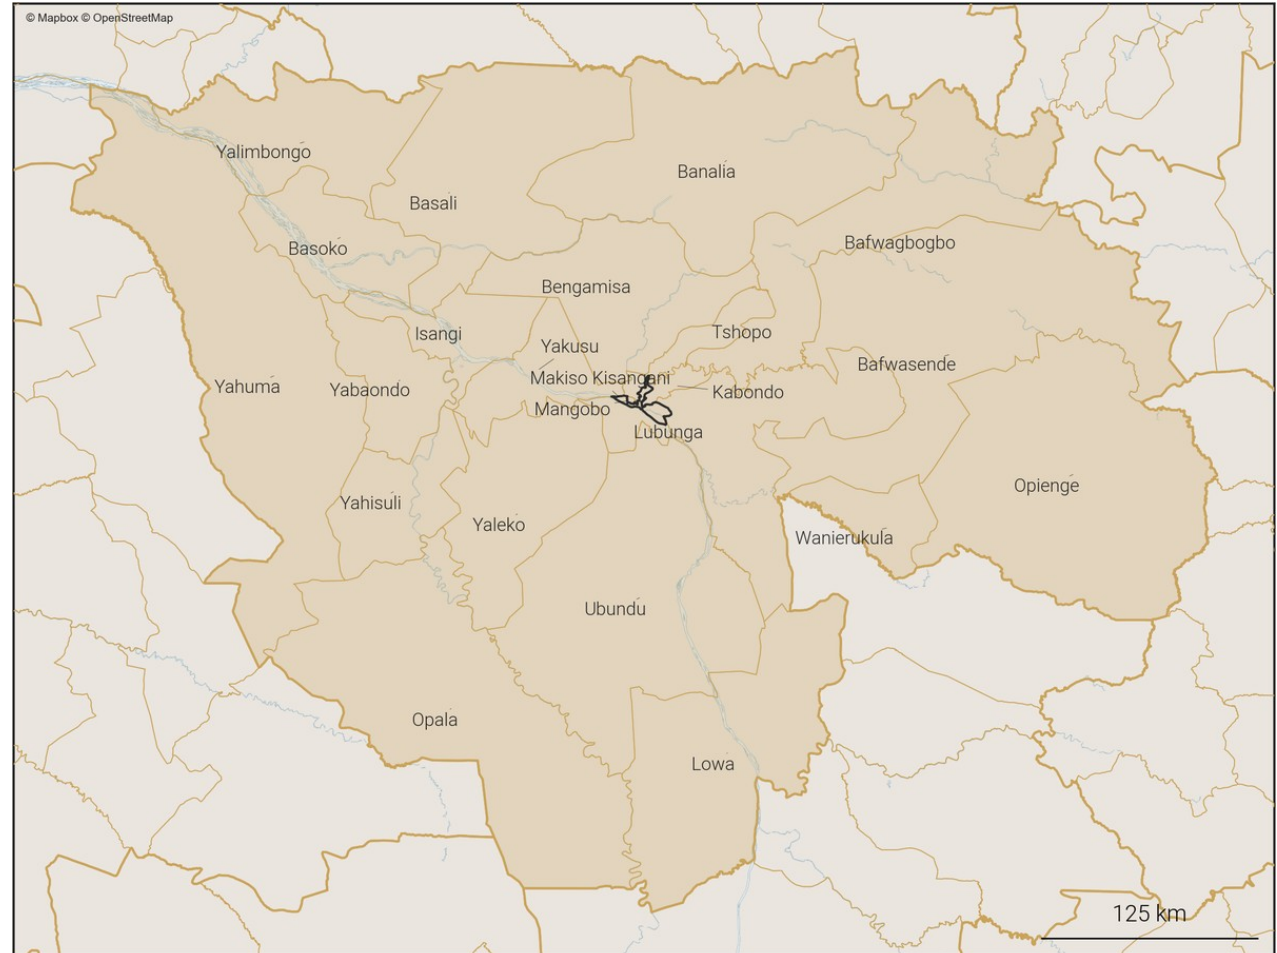 © Mapbox © OpenStreetMap
Yalimbongo
Banalia
Basali
Bafwagbogbo
Basoko
Bengamisa
Isangi
Tshopo
Yakusu
Bafwasende
Makiso Kisangani
Yahuma
Yabaondo
Kabondo
Mangobo
Lubunga
Opienge
Yahisuli
Yaleko
Wanierukula
Ubundu
Opala
Lowa
125 km